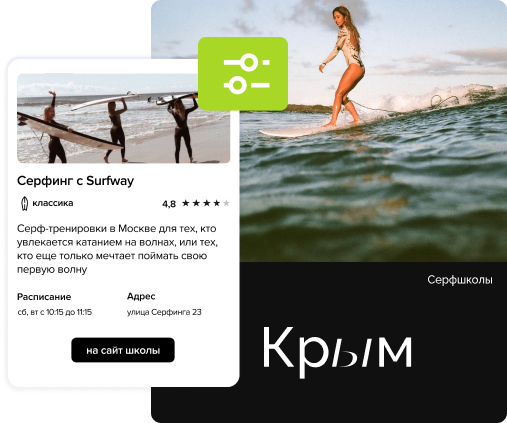 Серфинг с Surfway
классика
4,8
Серф-тренировки в Москве для тех, кто
увлекается катанием на волнах, или тех,
кто еще только мечтает поймать свою
первую волну
Расписание
Адрес
сб, вт с 10:15 до 11:15
улица Серфинга 23
на сайт школы
Серфшколы
Крым